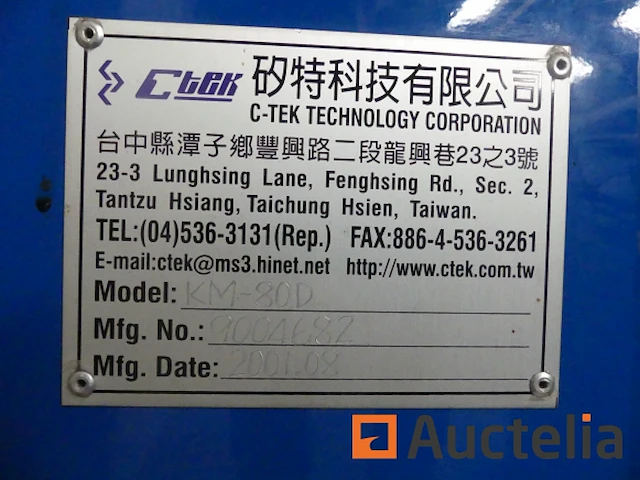 Ctek 矽特科技有限公司
C-TEK TECHNOLOGY CORPORATION
台中縣潭子鄉豐興路二段龍興巷23之3號
23-3 Lunghsing Lane, Fenghsing Rd., Sec. 2,
Tantzu Hsiang, Taichung Hsien, Taiwan.
TEL:(04)536-3131(Rep.) FAX:886-4-536-3261
E-mail:ctek@ms3.hinet.net http://www.ctek.com.tw
Model: KM-80D
Mfg. No.: 9004682
Mfg. Date: 2001.08
Auctelia